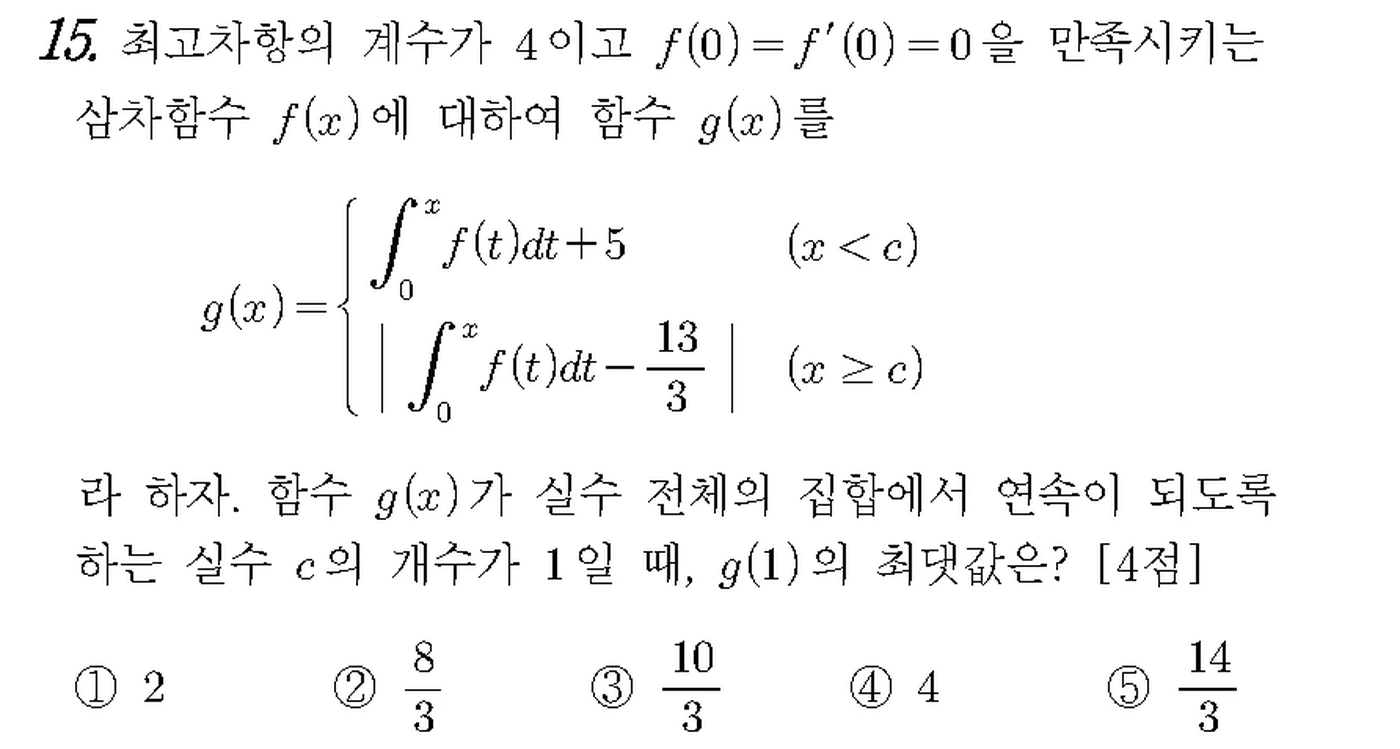 15. 최고차항의 계수가 4이고 f(0)=f′(0)=0을 만족시키는
삼차함수 f(x)에 대하여 함수 g(x)를
g(x)={ ∫₀ˣ f(t)dt+5 (x < c)
| ∫₀ˣ f(t)dt − 13/3 | (x ≥ c)
라 하자. 함수 g(x)가 실수 전체의 집합에서 연속이 되도록
하는 실수 c의 개수가 1일 때, g(1)의 최댓값은? [4점]
① 2 ② 8/3 ③ 10/3 ④ 4 ⑤ 14/3